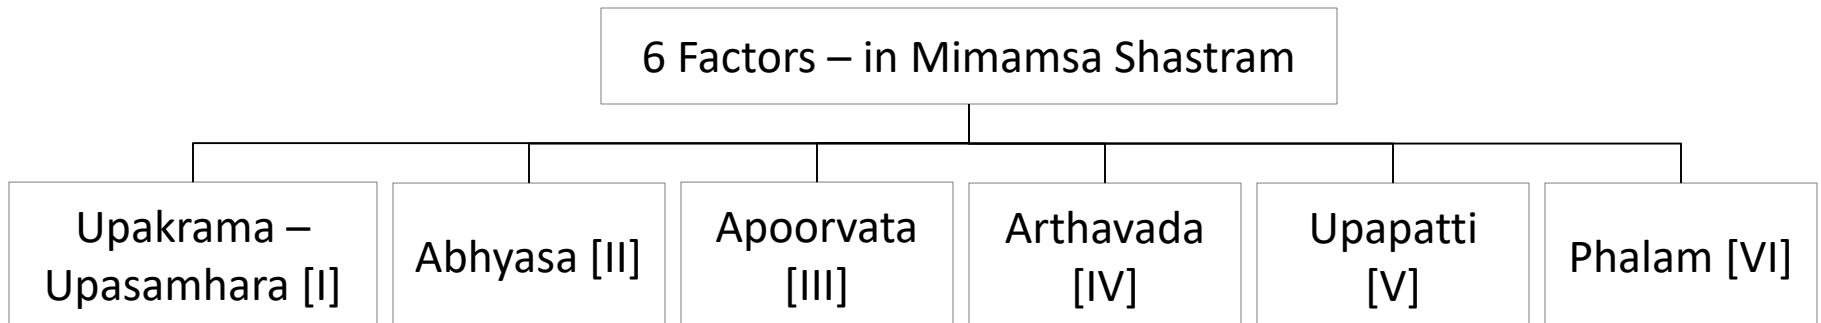 6 Factors – in Mimamsa Shastram
Upakrama –
Upasamhara [I]
Abhyasa [II]
Apoorvata
[III]
Arthavada
[IV]
Upapatti
[V]
Phalam [VI]